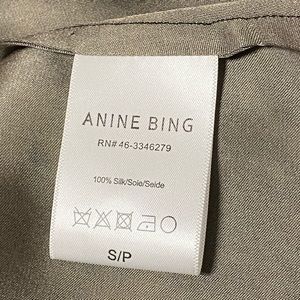 ANINE BING
RN# 46-3346279
100% Silk/Soie/Seide
S/P